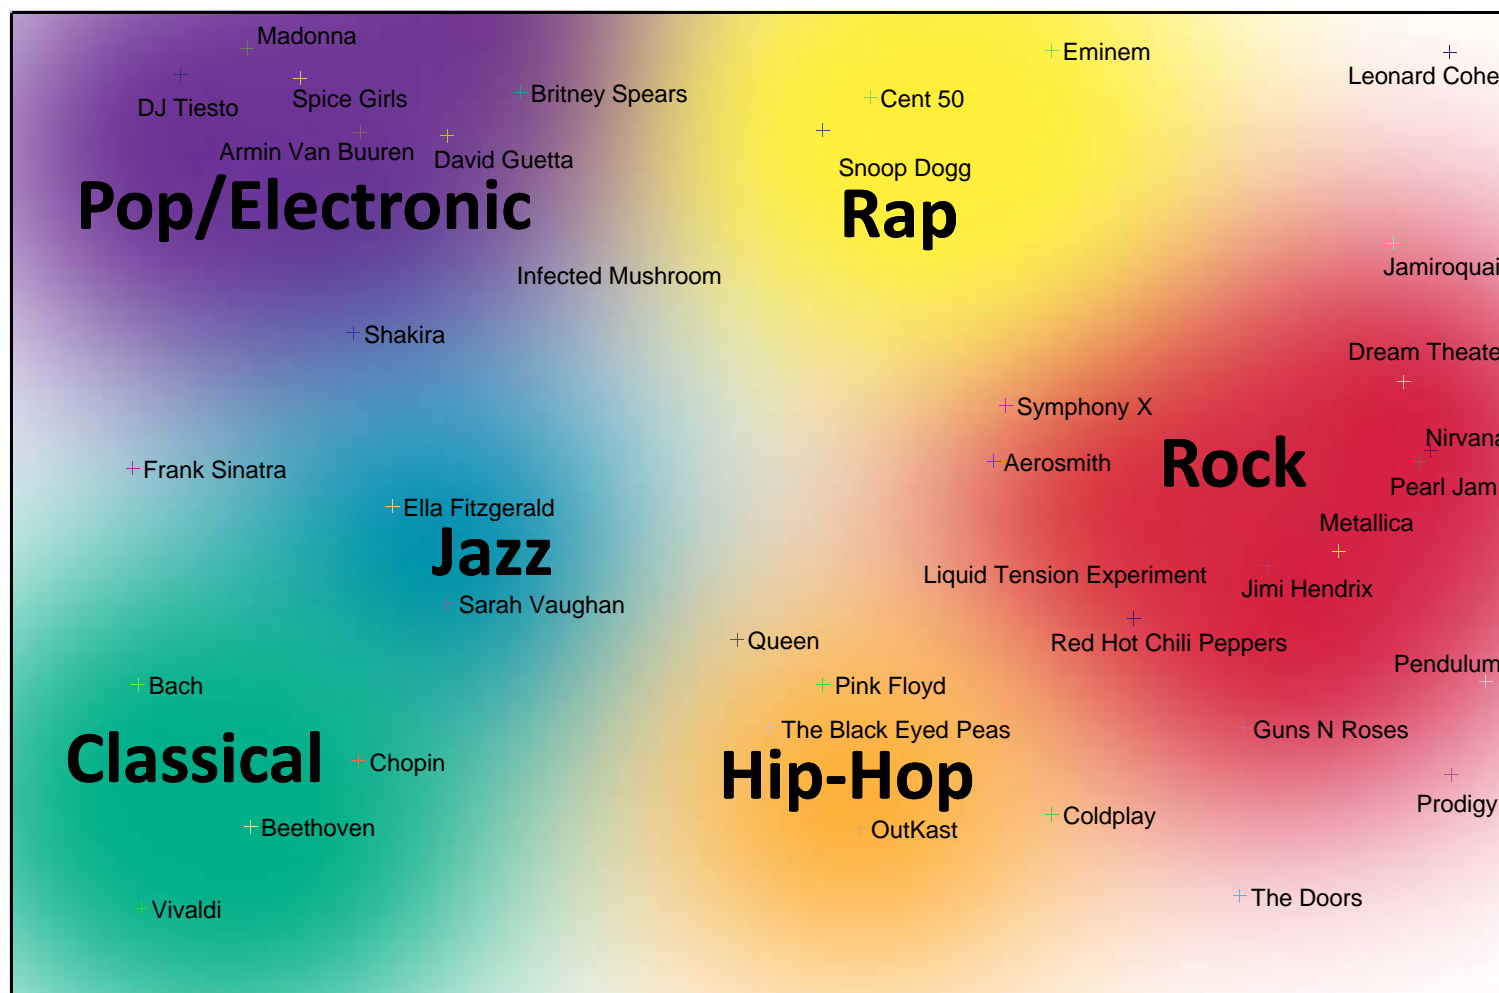 Madonna
Eminem
Leonard Cohe
DJ Tiesto
Spice Girls
Britney Spears
Cent 50
Armin Van Buuren
David Guetta
Snoop Dogg
Pop/Electronic
Rap
Infected Mushroom
Jamiroquai
Shakira
Dream Theate
Symphony X
Nirvana
Frank Sinatra
Aerosmith
Rock
Pearl Jam
Ella Fitzgerald
Metallica
Jazz
Liquid Tension Experiment
Jimi Hendrix
Sarah Vaughan
Queen
Red Hot Chili Peppers
Pendulum
Bach
Pink Floyd
The Black Eyed Peas
Guns N Roses
Classical
Chopin
Hip-Hop
Prodigy
Beethoven
OutKast
Coldplay
Vivaldi
The Doors